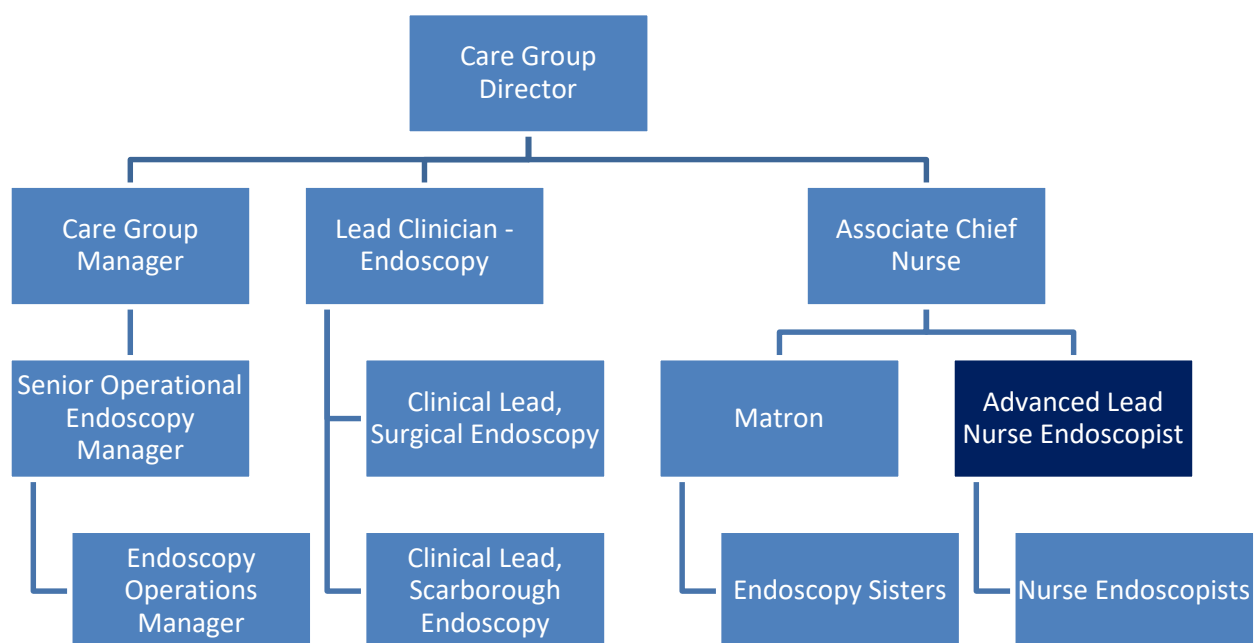 Care Group
Director
Care Group
Manager
Lead Clinician -
Endoscopy
Associate Chief
Nurse
Senior Operational
Endoscopy
Manager
Clinical Lead,
Surgical Endoscopy
Matron
Advanced Lead
Nurse Endoscopist
Endoscopy
Operations
Manager
Clinical Lead,
Scarborough
Endoscopy
Endoscopy Sisters
Nurse Endoscopists